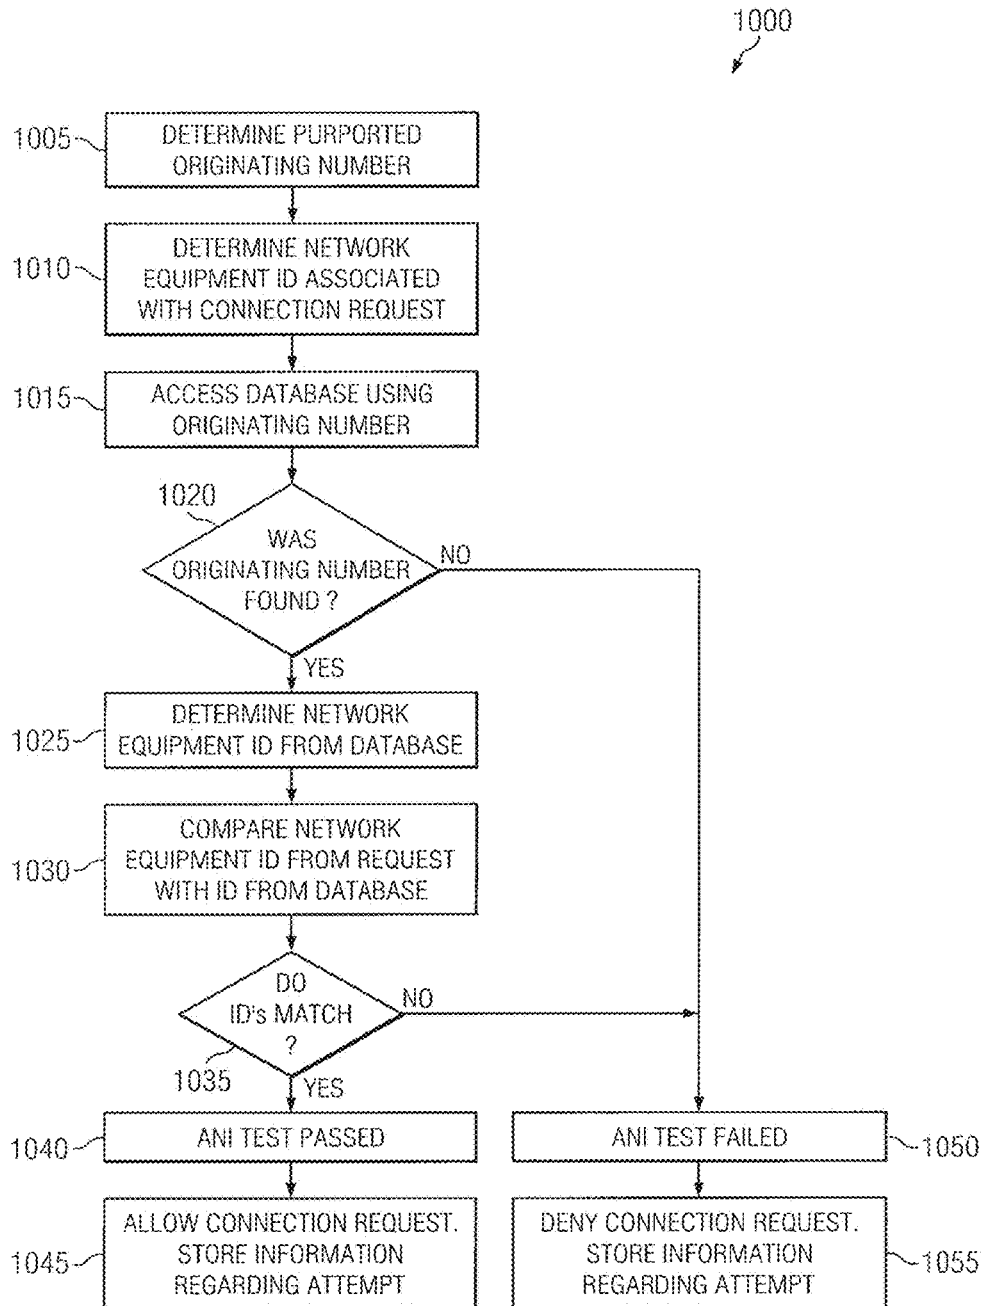 1000
1005
DETERMINE PURPORTED
ORIGINATING NUMBER
1010
DETERMINE NETWORK
EQUIPMENT ID ASSOCIATED
WITH CONNECTION REQUEST
1015
ACCESS DATABASE USING
ORIGINATING NUMBER
1020
WAS
ORIGINATING NUMBER
FOUND ?
NO
YES
1025
DETERMINE NETWORK
EQUIPMENT ID FROM DATABASE
1030
COMPARE NETWORK
EQUIPMENT ID FROM REQUEST
WITH ID FROM DATABASE
DO
ID's MATCH
?
NO
1035
YES
1040
ANI TEST PASSED
ANI TEST FAILED
1050
1045
ALLOW CONNECTION REQUEST.
STORE INFORMATION
REGARDING ATTEMPT
DENY CONNECTION REQUEST.
STORE INFORMATION
REGARDING ATTEMPT
1055